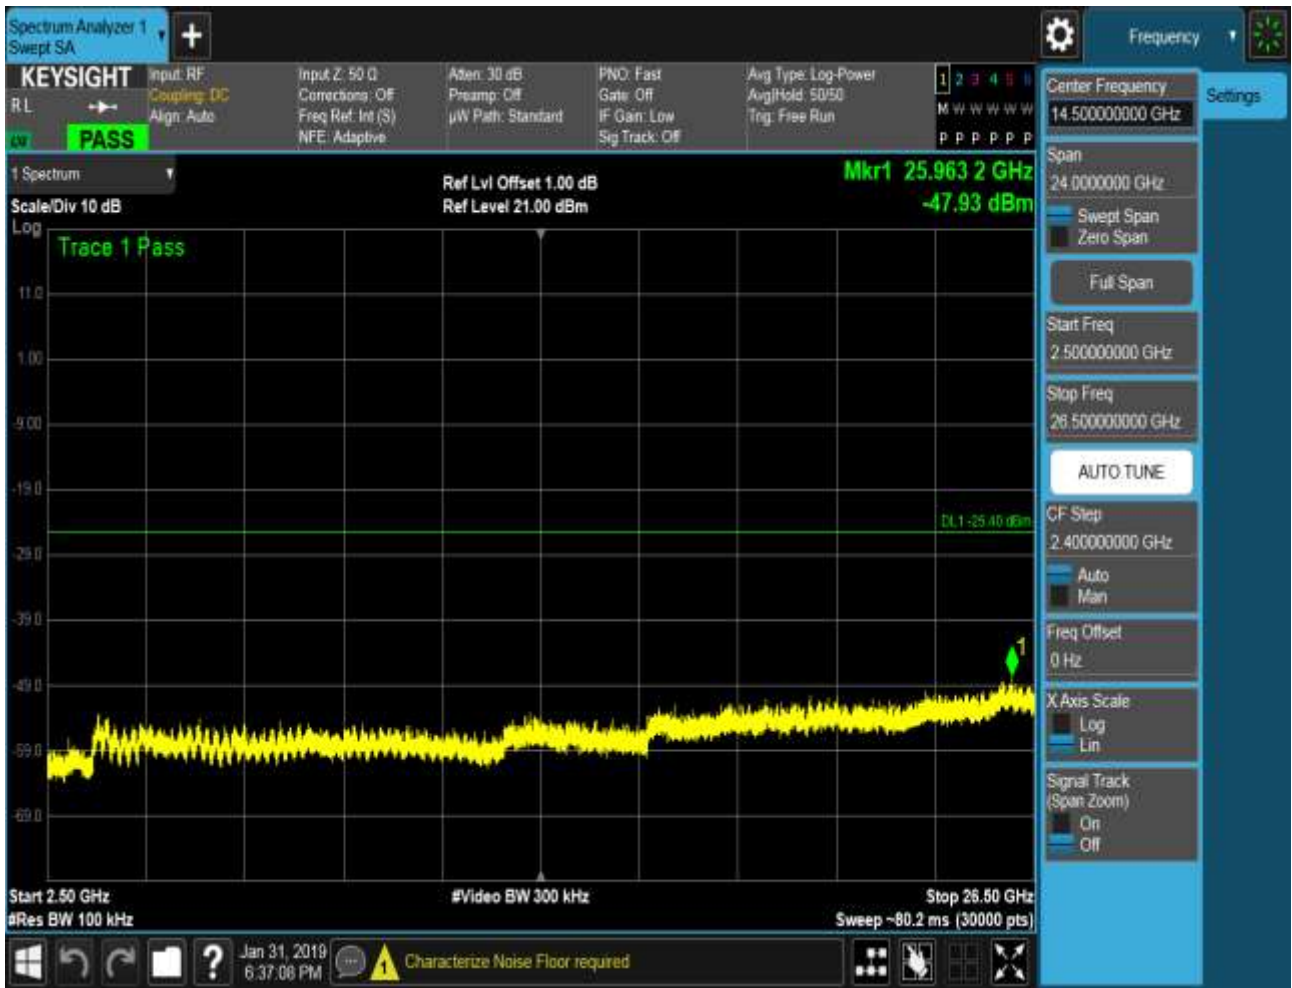 Spectrum Analyzer 1
Swept SA
Frequency
KEYSIGHT
R L
PASS
Input: RF
Coupling: DC
Align: Auto
Input Z: 50 Ω
Corrections: Off
Freq Ref: Int (S)
NFE: Adaptive
Atten: 30 dB
Preamp: Off
µW Path: Standard
PNO: Fast
Gate: Off
IF Gain: Low
Sig Track: Off
Avg Type: Log-Power
Avg|Hold: 50/50
Trig: Free Run
1 2 3 4 5 6
M W W W W W
P P P P P P
1 Spectrum
Scale/Div 10 dB
Ref Lvl Offset 1.00 dB
Ref Level 21.00 dBm
Mkr1 25.963 2 GHz
-47.93 dBm
Log
Trace 1 Pass
11.0
1.00
-9.00
-19.0
DL1 -25.40 dBm
-29.0
-39.0
1
-49.0
-59.0
-69.0
Start 2.50 GHz
#Video BW 300 kHz
Stop 26.50 GHz
#Res BW 100 kHz
Sweep ~80.2 ms (30000 pts)
?
Jan 31, 2019
6:37:08 PM
1
Characterize Noise Floor required
Center Frequency
14.500000000 GHz
Settings
Span
24.0000000 GHz
Swept Span
Zero Span
Full Span
Start Freq
2.500000000 GHz
Stop Freq
26.500000000 GHz
AUTO TUNE
CF Step
2.400000000 GHz
Auto
Man
Freq Offset
0 Hz
X Axis Scale
Log
Lin
Signal Track
(Span Zoom)
On
Off